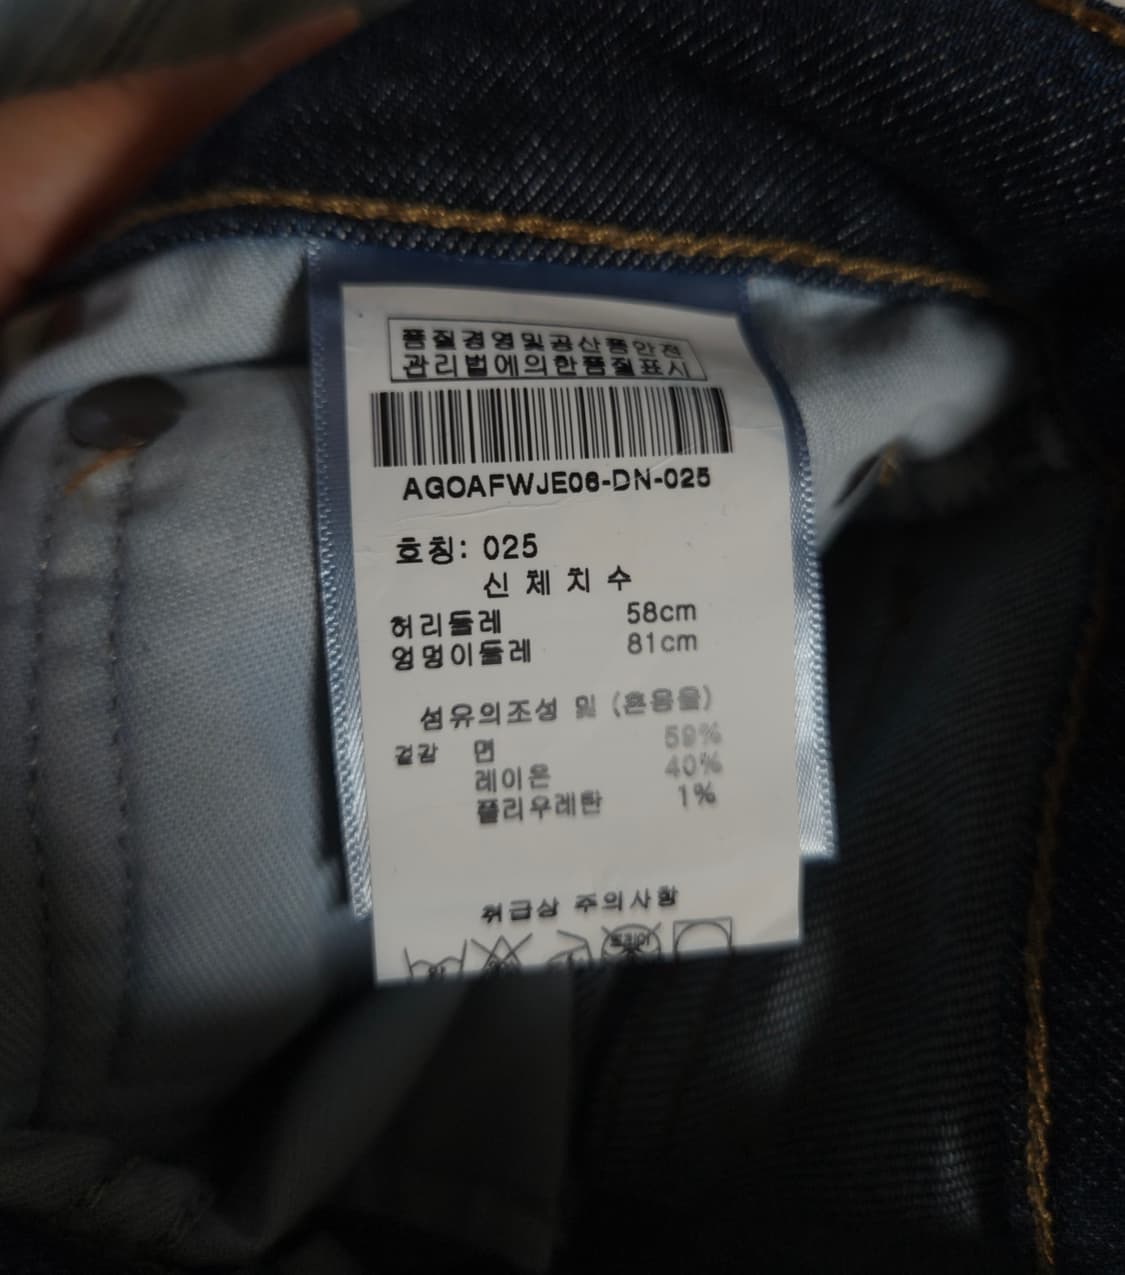 품질경영및공산품안전
관리법에의한품질표시
AGOAFWJE06-DN-025
호칭: 025
신체치수
허리둘레 58cm
엉덩이둘레 81cm
섬유의조성 및 (혼용율)
겉감 면 59%
레이온 40%
폴리우레탄 1%
취급상 주의사항
드라이